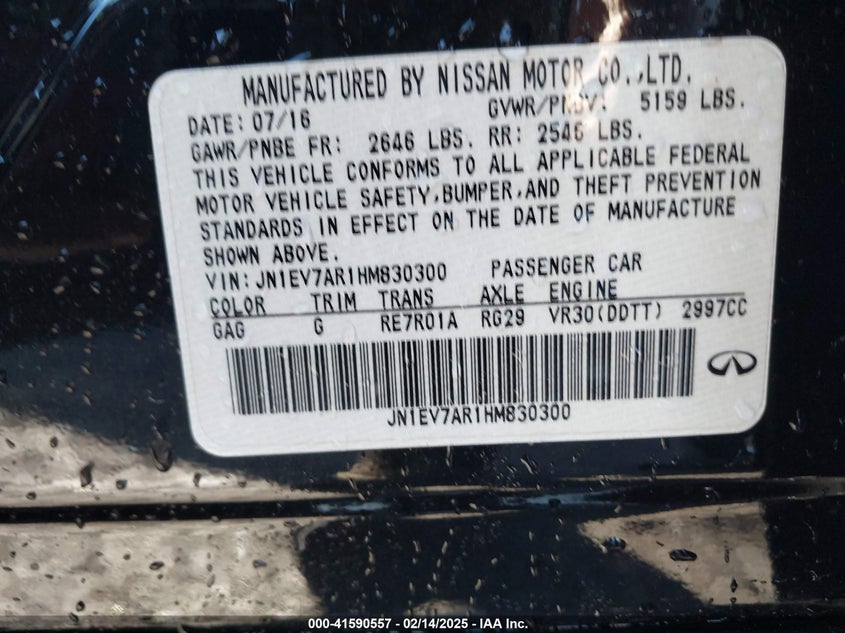 MANUFACTURED BY NISSAN MOTOR CO.,LTD.
DATE: 07/16 GVWR/PNBV: 5159 LBS.
GAWR/PNBE FR: 2646 LBS. RR: 2546 LBS.
THIS VEHICLE CONFORMS TO ALL APPLICABLE FEDERAL
MOTOR VEHICLE SAFETY,BUMPER,AND THEFT PREVENTION
STANDARDS IN EFFECT ON THE DATE OF MANUFACTURE
SHOWN ABOVE.
VIN:JN1EV7AR1HM830300 PASSENGER CAR
COLOR TRIM TRANS AXLE ENGINE
GAG G RE7R01A RG29 VR30(DDTT) 2997CC
JN1EV7AR1HM830300
000-41590557 - 02/14/2025 - IAA Inc.